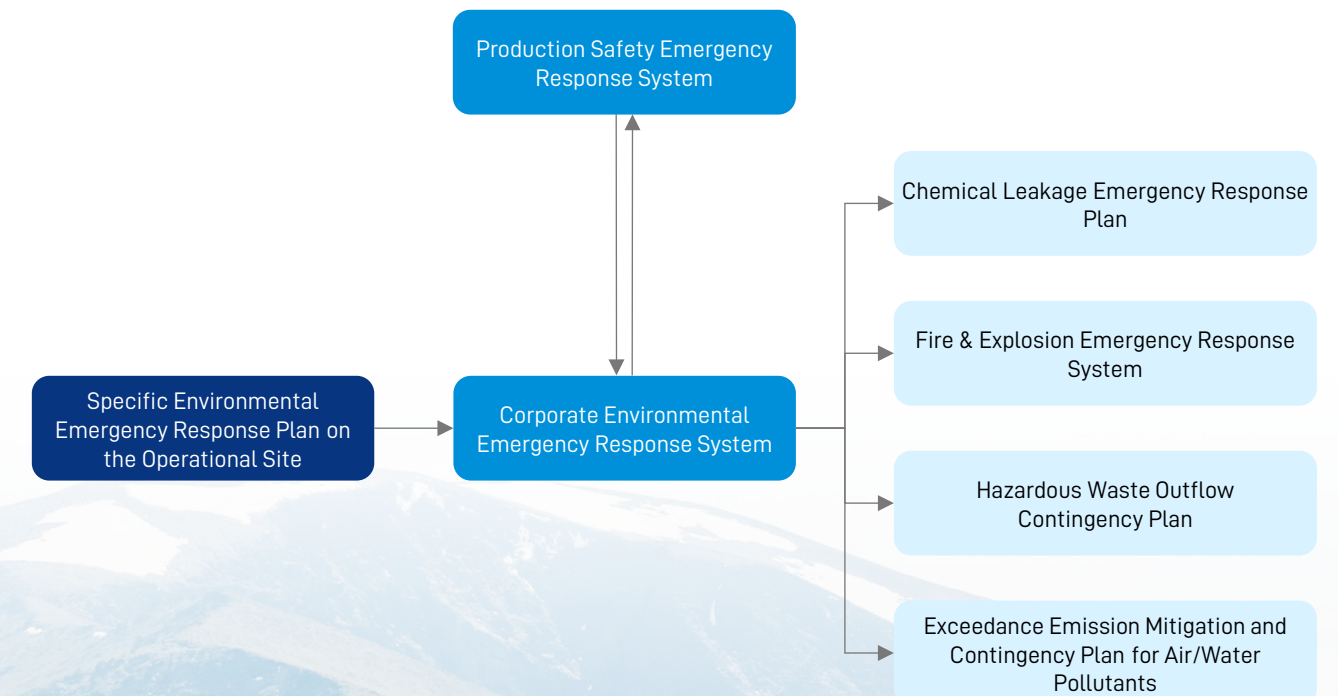 Production Safety Emergency
Response System
Chemical Leakage Emergency Response
Plan
Fire & Explosion Emergency Response
System
Specific Environmental
Emergency Response Plan on
the Operational Site
Corporate Environmental
Emergency Response System
Hazardous Waste Outflow
Contingency Plan
Exceedance Emission Mitigation and
Contingency Plan for Air/Water
Pollutants